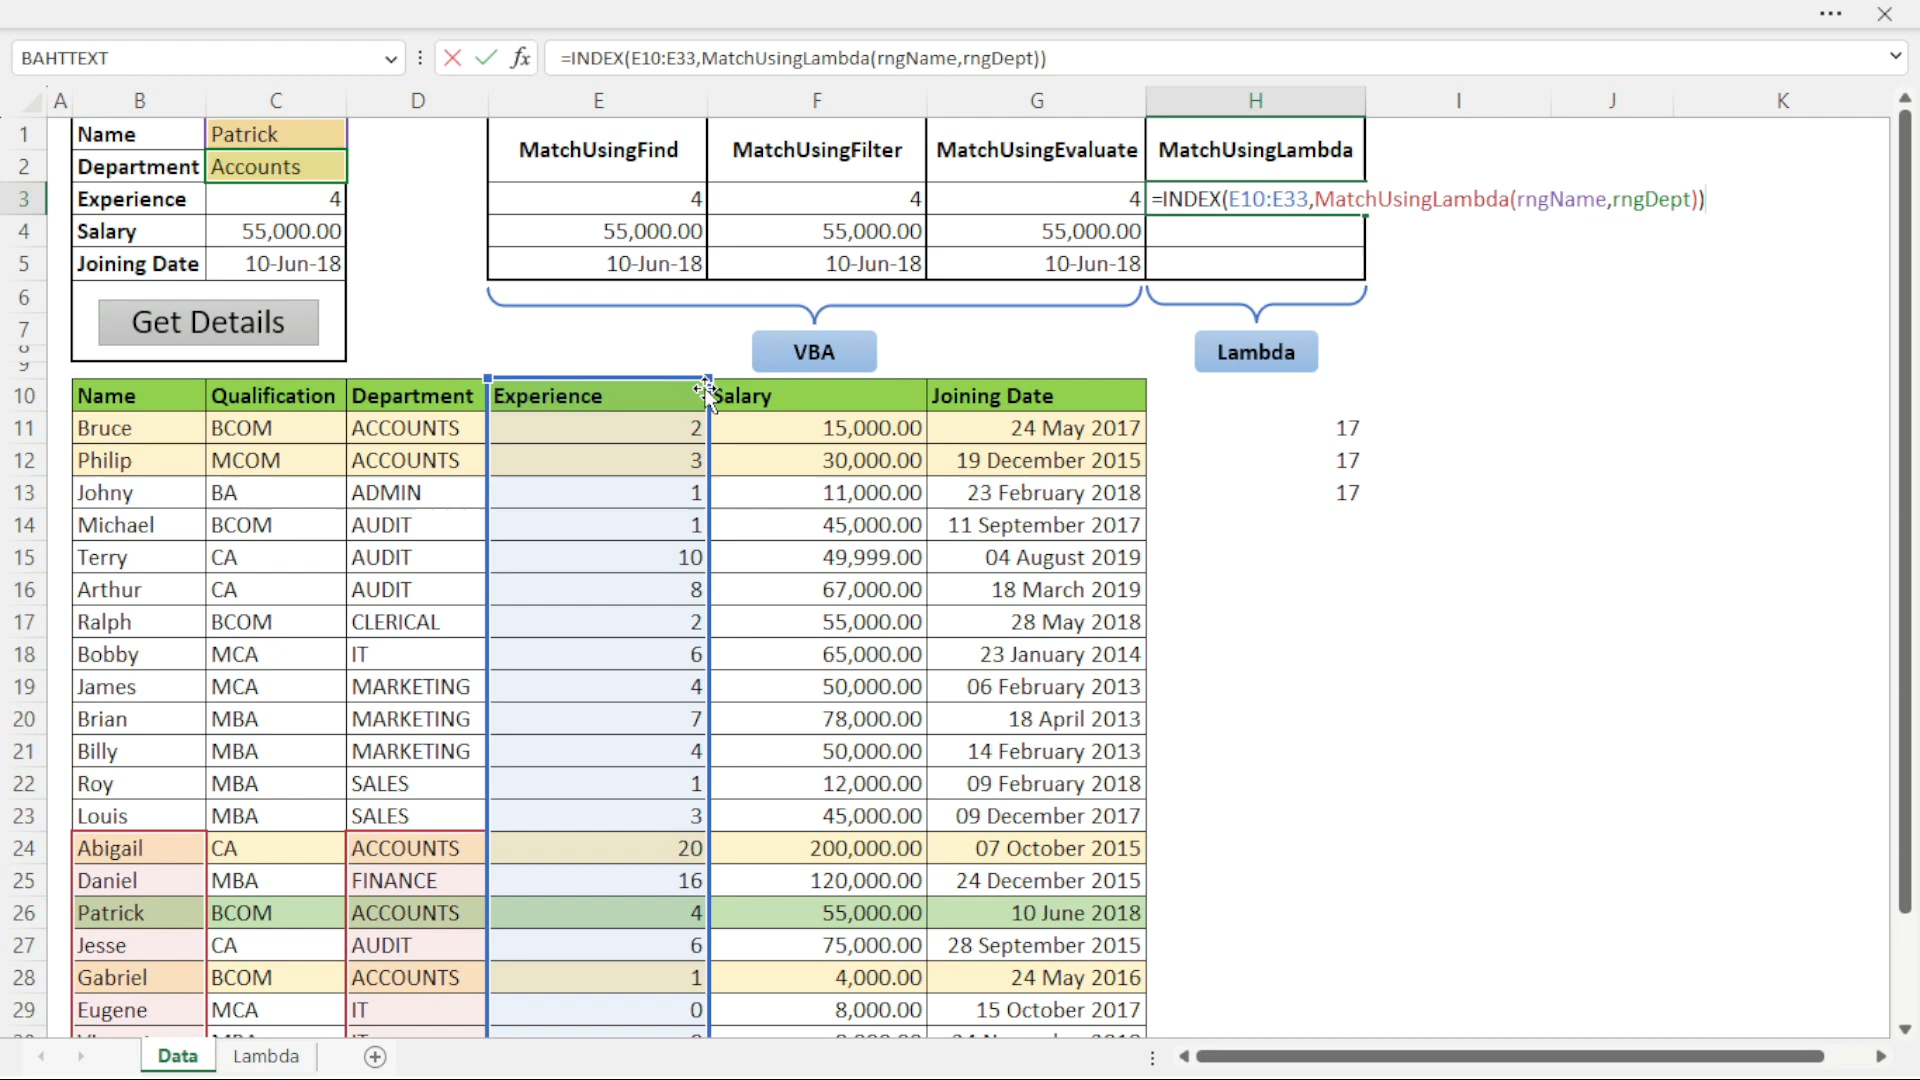 BAHTTEXT
fx
=INDEX(E10:E33,MatchUsingLambda(rngName,rngDept))
A B C D E F G H I J K
1 Name Patrick MatchUsingFind MatchUsingFilter MatchUsingEvaluate MatchUsingLambda
2 Department Accounts
3 Experience 4 4 4 4 =INDEX(E10:E33,MatchUsingLambda(rngName,rngDept))
4 Salary 55,000.00 55,000.00 55,000.00 55,000.00
5 Joining Date 10-Jun-18 10-Jun-18 10-Jun-18 10-Jun-18
6
Get Details
7
VBA Lambda
9
10 Name Qualification Department Experience Salary Joining Date
11 Bruce BCOM ACCOUNTS 2 15,000.00 24 May 2017 17
12 Philip MCOM ACCOUNTS 3 30,000.00 19 December 2015 17
13 Johny BA ADMIN 1 11,000.00 23 February 2018 17
14 Michael BCOM AUDIT 1 45,000.00 11 September 2017
15 Terry CA AUDIT 10 49,999.00 04 August 2019
16 Arthur CA AUDIT 8 67,000.00 18 March 2019
17 Ralph BCOM CLERICAL 2 55,000.00 28 May 2018
18 Bobby MCA IT 6 65,000.00 23 January 2014
19 James MCA MARKETING 4 50,000.00 06 February 2013
20 Brian MBA MARKETING 7 78,000.00 18 April 2013
21 Billy MBA MARKETING 4 50,000.00 14 February 2013
22 Roy MBA SALES 1 12,000.00 09 February 2018
23 Louis MBA SALES 3 45,000.00 09 December 2017
24 Abigail CA ACCOUNTS 20 200,000.00 07 October 2015
25 Daniel MBA FINANCE 16 120,000.00 24 December 2015
26 Patrick BCOM ACCOUNTS 4 55,000.00 10 June 2018
27 Jesse CA AUDIT 6 75,000.00 28 September 2015
28 Gabriel BCOM ACCOUNTS 1 4,000.00 24 May 2016
29 Eugene MCA IT 0 8,000.00 15 October 2017
Data Lambda